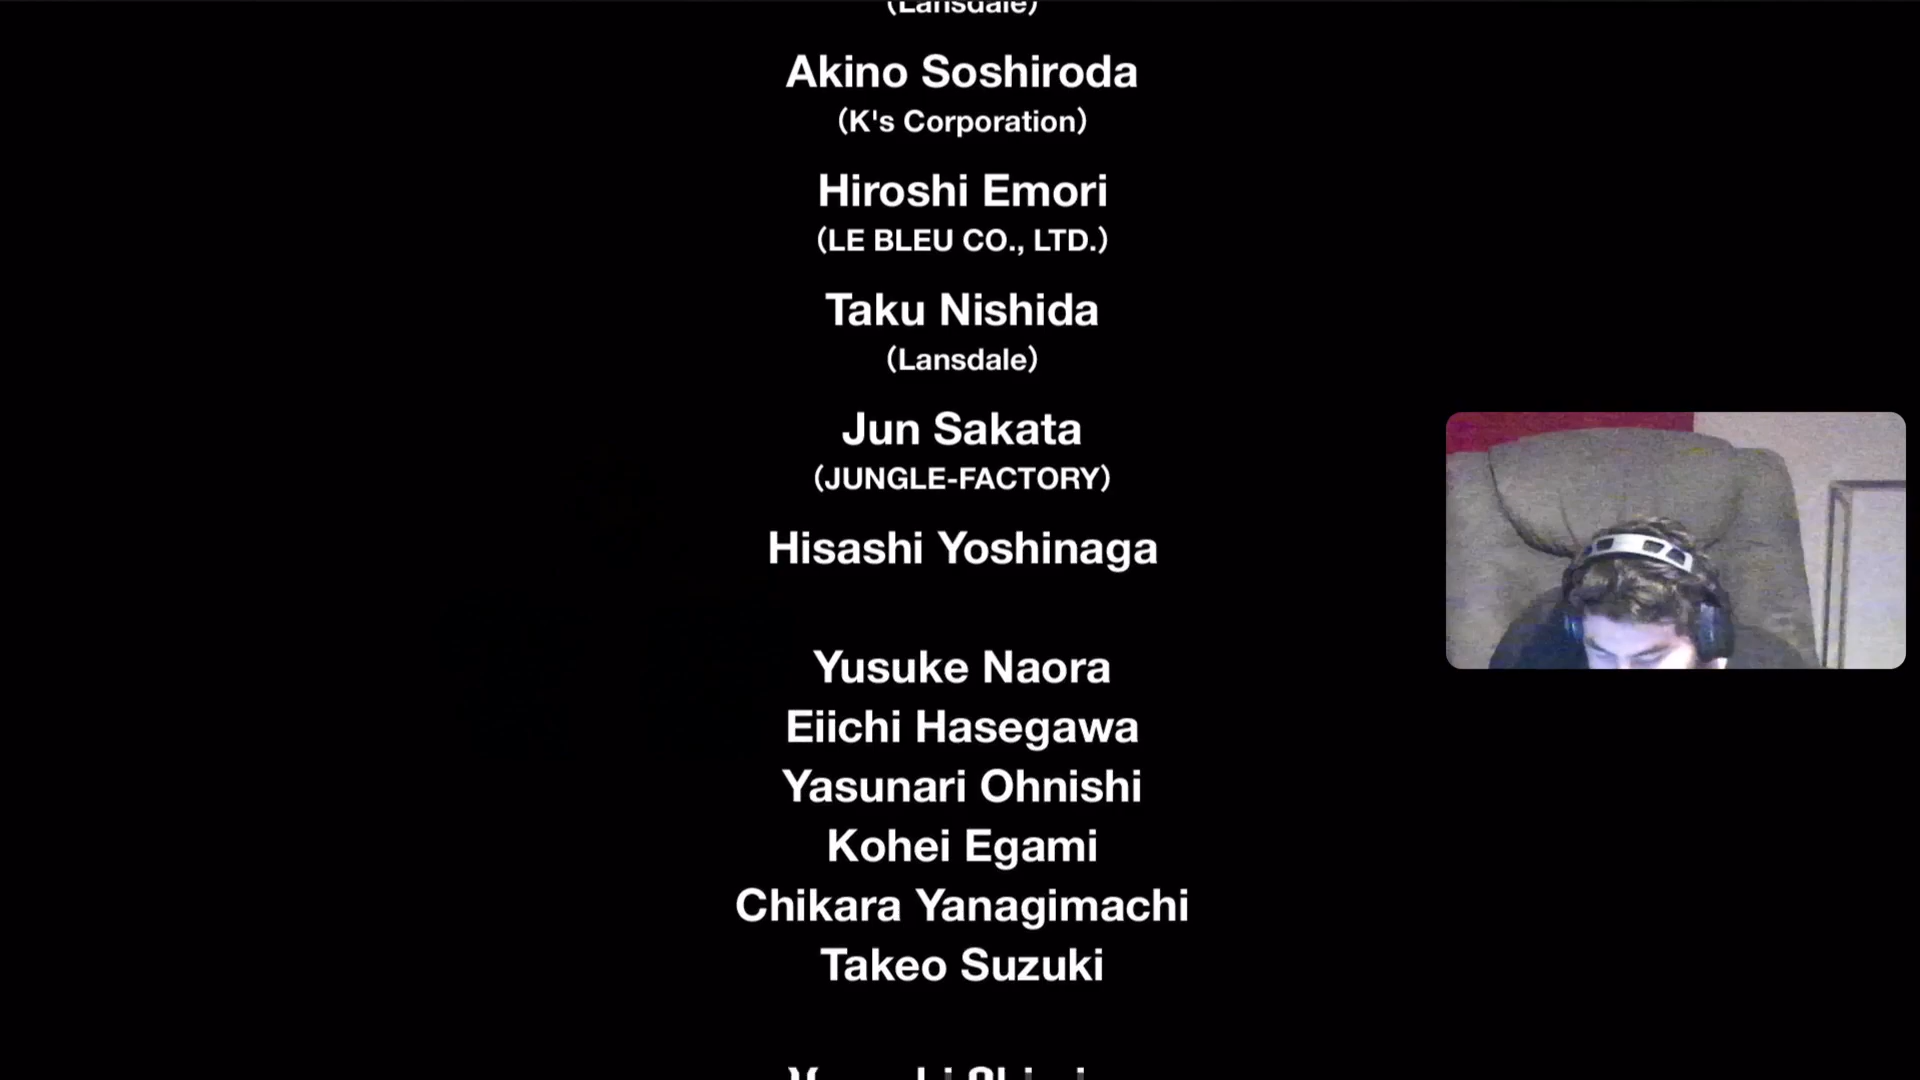 (Lansdale)
Akino Soshiroda
(K's Corporation)
Hiroshi Emori
(LE BLEU CO., LTD.)
Taku Nishida
(Lansdale)
Jun Sakata
(JUNGLE-FACTORY)
Hisashi Yoshinaga
Yusuke Naora
Eiichi Hasegawa
Yasunari Ohnishi
Kohei Egami
Chikara Yanagimachi
Takeo Suzuki